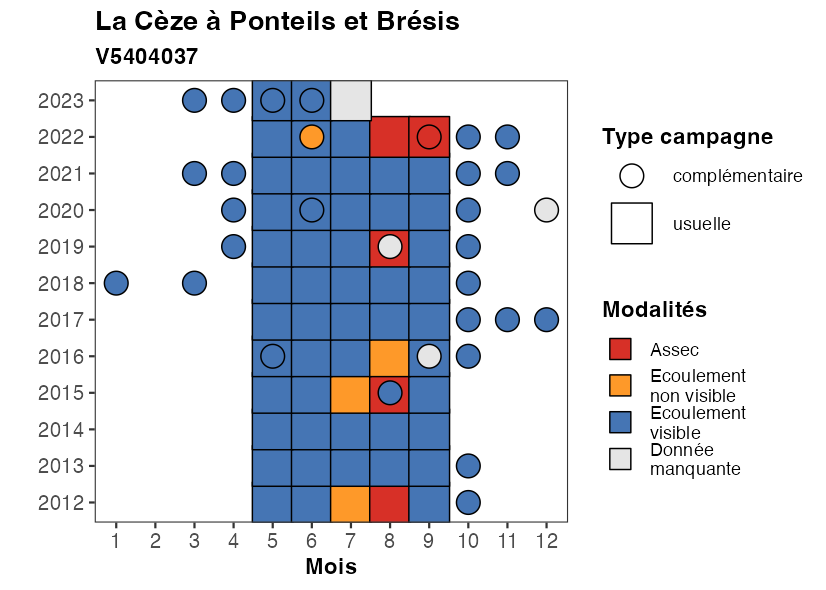 La Cèze à Ponteils et Brésis
V5404037
2023
2022
2021
2020
2019
2018
2017
2016
2015
2014
2013
2012
1 2 3 4 5 6 7 8 9 10 11 12
Mois
Type campagne
complémentaire
usuelle
Modalités
Assec
Ecoulement
non visible
Ecoulement
visible
Donnée
manquante